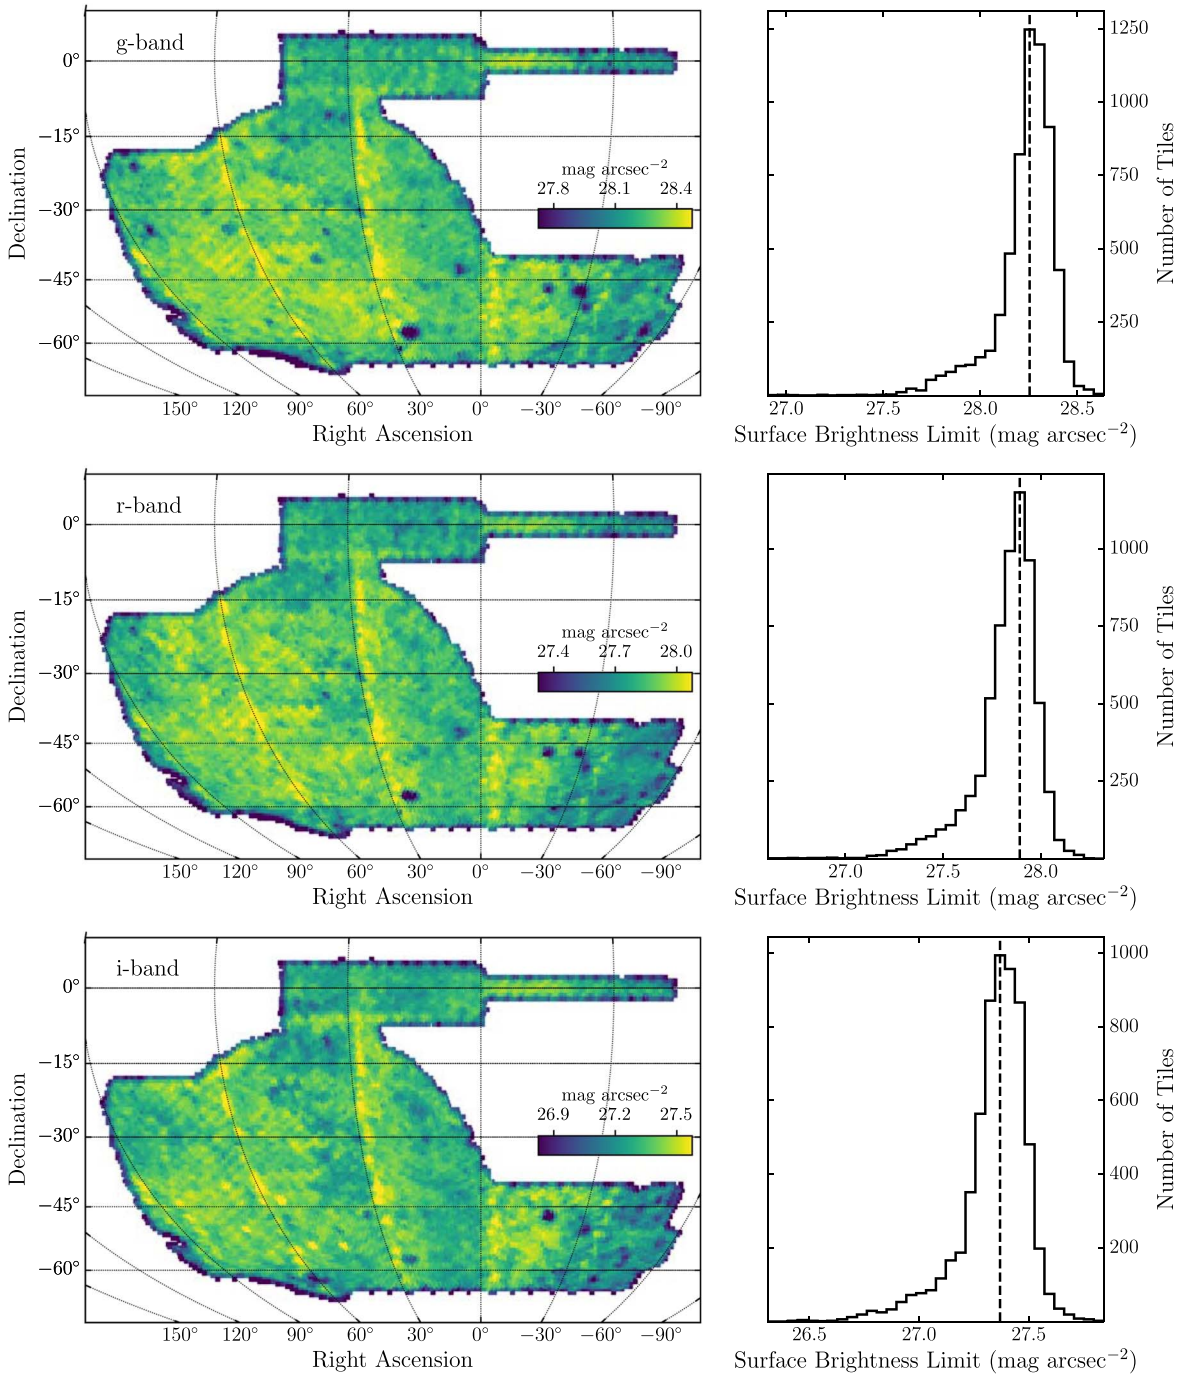 g-band
0°
−15°
−30°
−45°
−60°
Declination
mag arcsec−2
27.8 28.1 28.4
150° 120° 90° 60° 30° 0° −30° −60° −90°
Right Ascension
1250
1000
750
500
250
Number of Tiles
27.0 27.5 28.0 28.5
Surface Brightness Limit (mag arcsec−2)
r-band
0°
−15°
−30°
−45°
−60°
Declination
mag arcsec−2
27.4 27.7 28.0
150° 120° 90° 60° 30° 0° −30° −60° −90°
Right Ascension
1000
750
500
250
Number of Tiles
27.0 27.5 28.0
Surface Brightness Limit (mag arcsec−2)
i-band
0°
−15°
−30°
−45°
−60°
Declination
mag arcsec−2
26.9 27.2 27.5
150° 120° 90° 60° 30° 0° −30° −60° −90°
Right Ascension
1000
800
600
400
200
Number of Tiles
26.5 27.0 27.5
Surface Brightness Limit (mag arcsec−2)